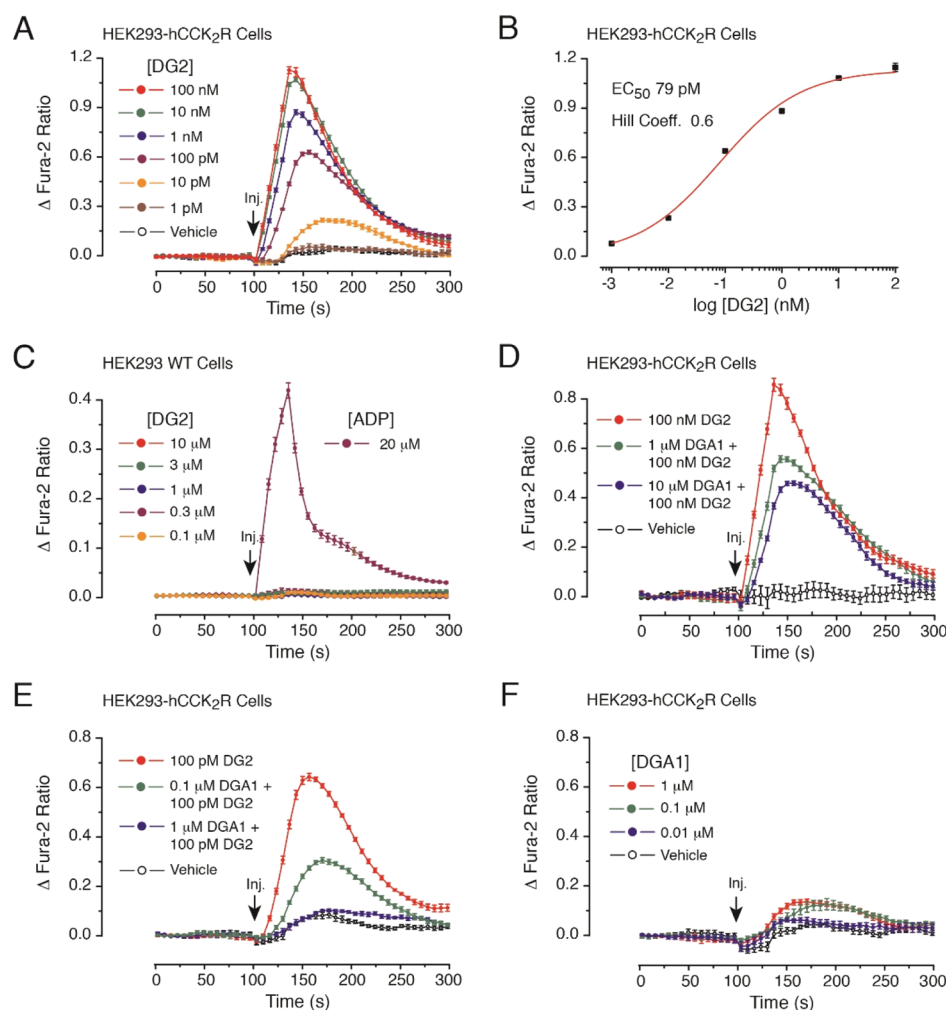 A
HEK293-hCCK2R Cells
[DG2]
100 nM
10 nM
1 nM
100 pM
10 pM
1 pM
Vehicle
Inj.
Δ Fura-2 Ratio
1.2
0.9
0.6
0.3
0.0
0 50 100 150 200 250 300
Time (s)
B
HEK293-hCCK2R Cells
EC50 79 pM
Hill Coeff. 0.6
Δ Fura-2 Ratio
1.2
0.9
0.6
0.3
0.0
-3 -2 -1 0 1 2
log [DG2] (nM)
C
HEK293 WT Cells
[DG2]
10 μM
3 μM
1 μM
0.3 μM
0.1 μM
[ADP]
20 μM
Inj.
Δ Fura-2 Ratio
0.4
0.3
0.2
0.1
0.0
0 50 100 150 200 250 300
Time (s)
D
HEK293-hCCK2R Cells
100 nM DG2
1 μM DGA1 +
100 nM DG2
10 μM DGA1 +
100 nM DG2
Vehicle
Inj.
Δ Fura-2 Ratio
0.8
0.6
0.4
0.2
0.0
0 50 100 150 200 250 300
Time (s)
E
HEK293-hCCK2R Cells
100 pM DG2
0.1 μM DGA1 +
100 pM DG2
1 μM DGA1 +
100 pM DG2
Vehicle
Inj.
Δ Fura-2 Ratio
0.8
0.6
0.4
0.2
0.0
0 50 100 150 200 250 300
Time (s)
F
HEK293-hCCK2R Cells
[DGA1]
1 μM
0.1 μM
0.01 μM
Vehicle
Inj.
Δ Fura-2 Ratio
0.8
0.6
0.4
0.2
0.0
0 50 100 150 200 250 300
Time (s)